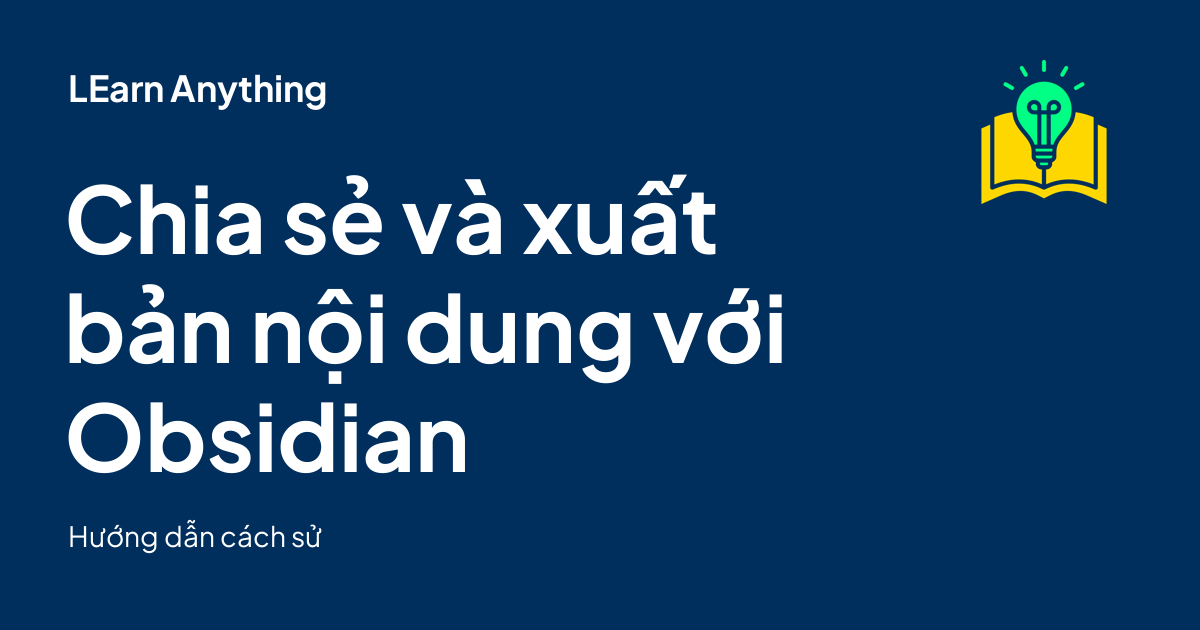 LEarn Anything
Chia sẻ và xuất
bản nội dung với
Obsidian
Hướng dẫn cách sử